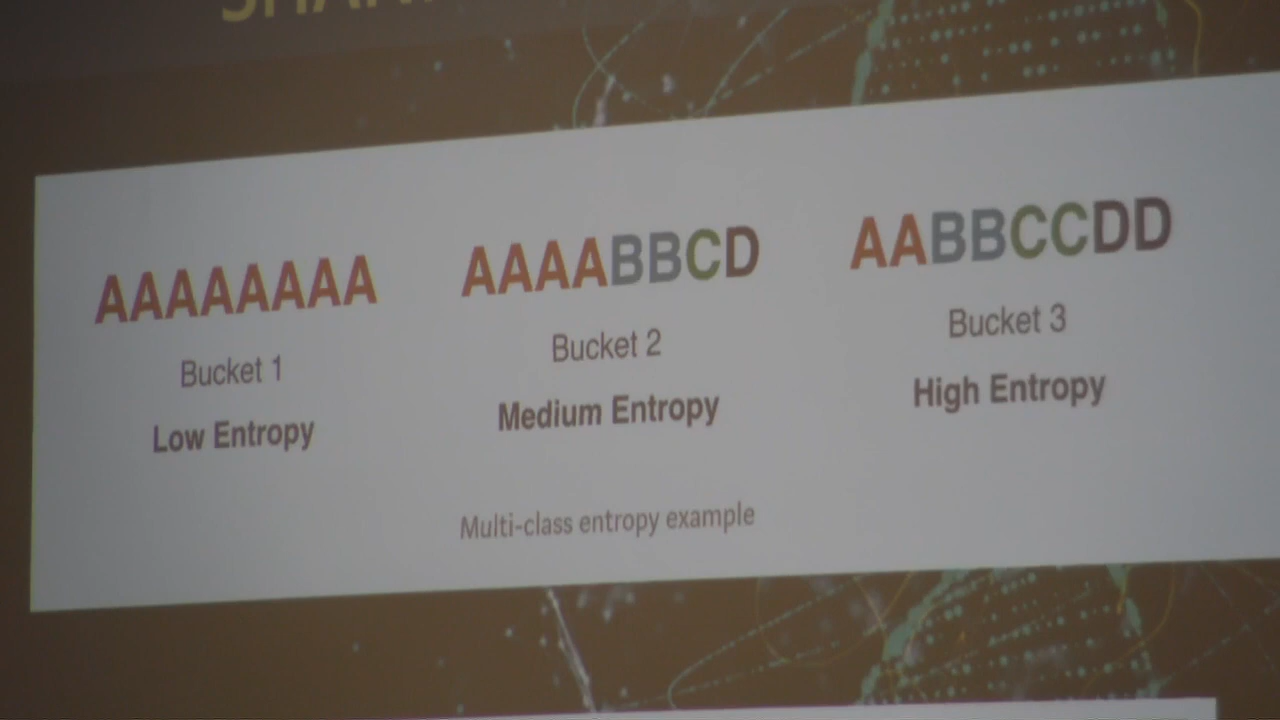 AAAAAAAA
Bucket 1
Low Entropy
AAAABBCD
Bucket 2
Medium Entropy
AABBCCDD
Bucket 3
High Entropy
Multi-class entropy example